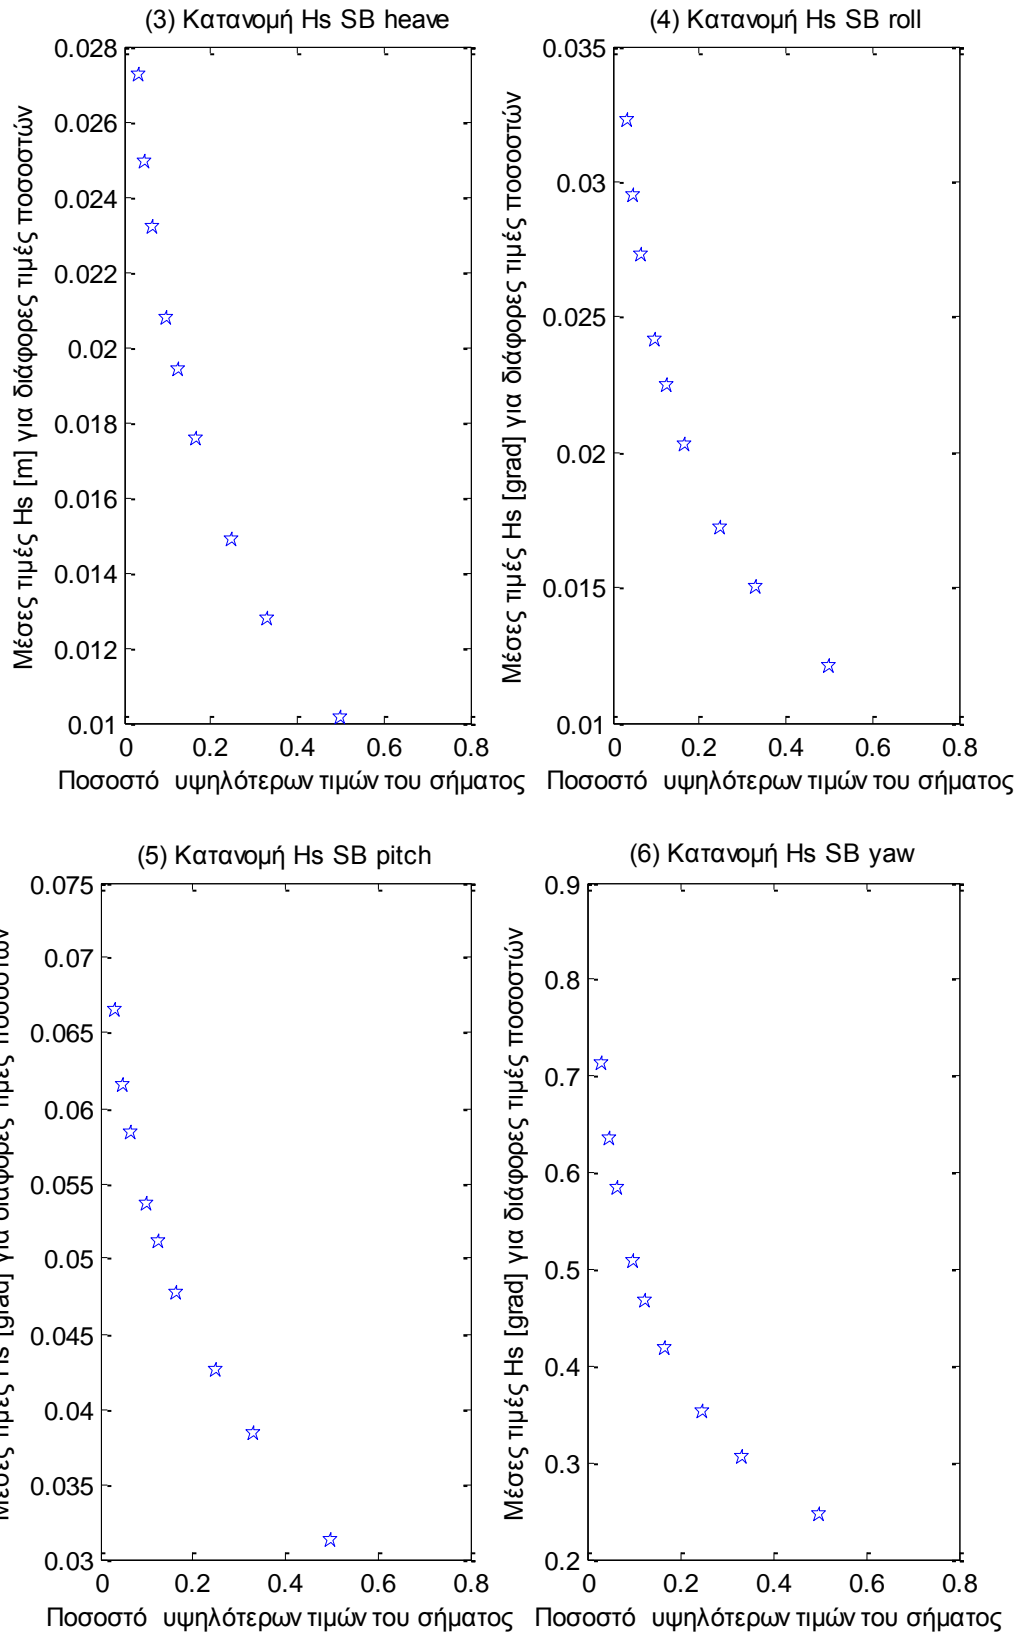 (3) Κατανομή Hs SB heave
0.028
0.026
0.024
0.022
0.02
0.018
0.016
0.014
0.012
0.01
Μέσες τιμές Hs [m] για διάφορες τιμές ποσοστών
0 0.2 0.4 0.6 0.8
Ποσοστό υψηλότερων τιμών του σήματος
(4) Κατανομή Hs SB roll
0.035
0.03
0.025
0.02
0.015
0.01
Μέσες τιμές Hs [grad] για διάφορες τιμές ποσοστών
0 0.2 0.4 0.6 0.8
Ποσοστό υψηλότερων τιμών του σήματος
(5) Κατανομή Hs SB pitch
0.075
0.07
0.065
0.06
0.055
0.05
0.045
0.04
0.035
0.03
Μέσες τιμές Hs [grad] για διάφορες τιμές ποσοστών
0 0.2 0.4 0.6 0.8
Ποσοστό υψηλότερων τιμών του σήματος
(6) Κατανομή Hs SB yaw
0.9
0.8
0.7
0.6
0.5
0.4
0.3
0.2
Μέσες τιμές Hs [grad] για διάφορες τιμές ποσοστών
0 0.2 0.4 0.6 0.8
Ποσοστό υψηλότερων τιμών του σήματος